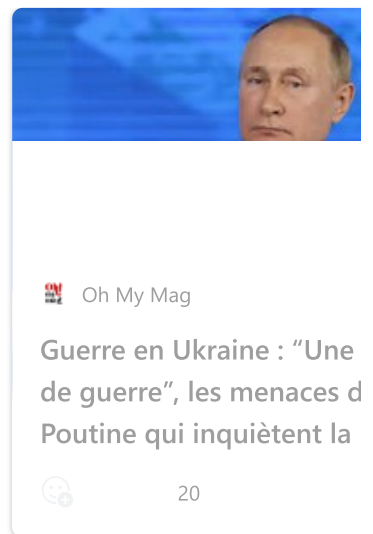 Oh My Mag
Guerre en Ukraine : “Une
de guerre”, les menaces d
Poutine qui inquiètent la
20